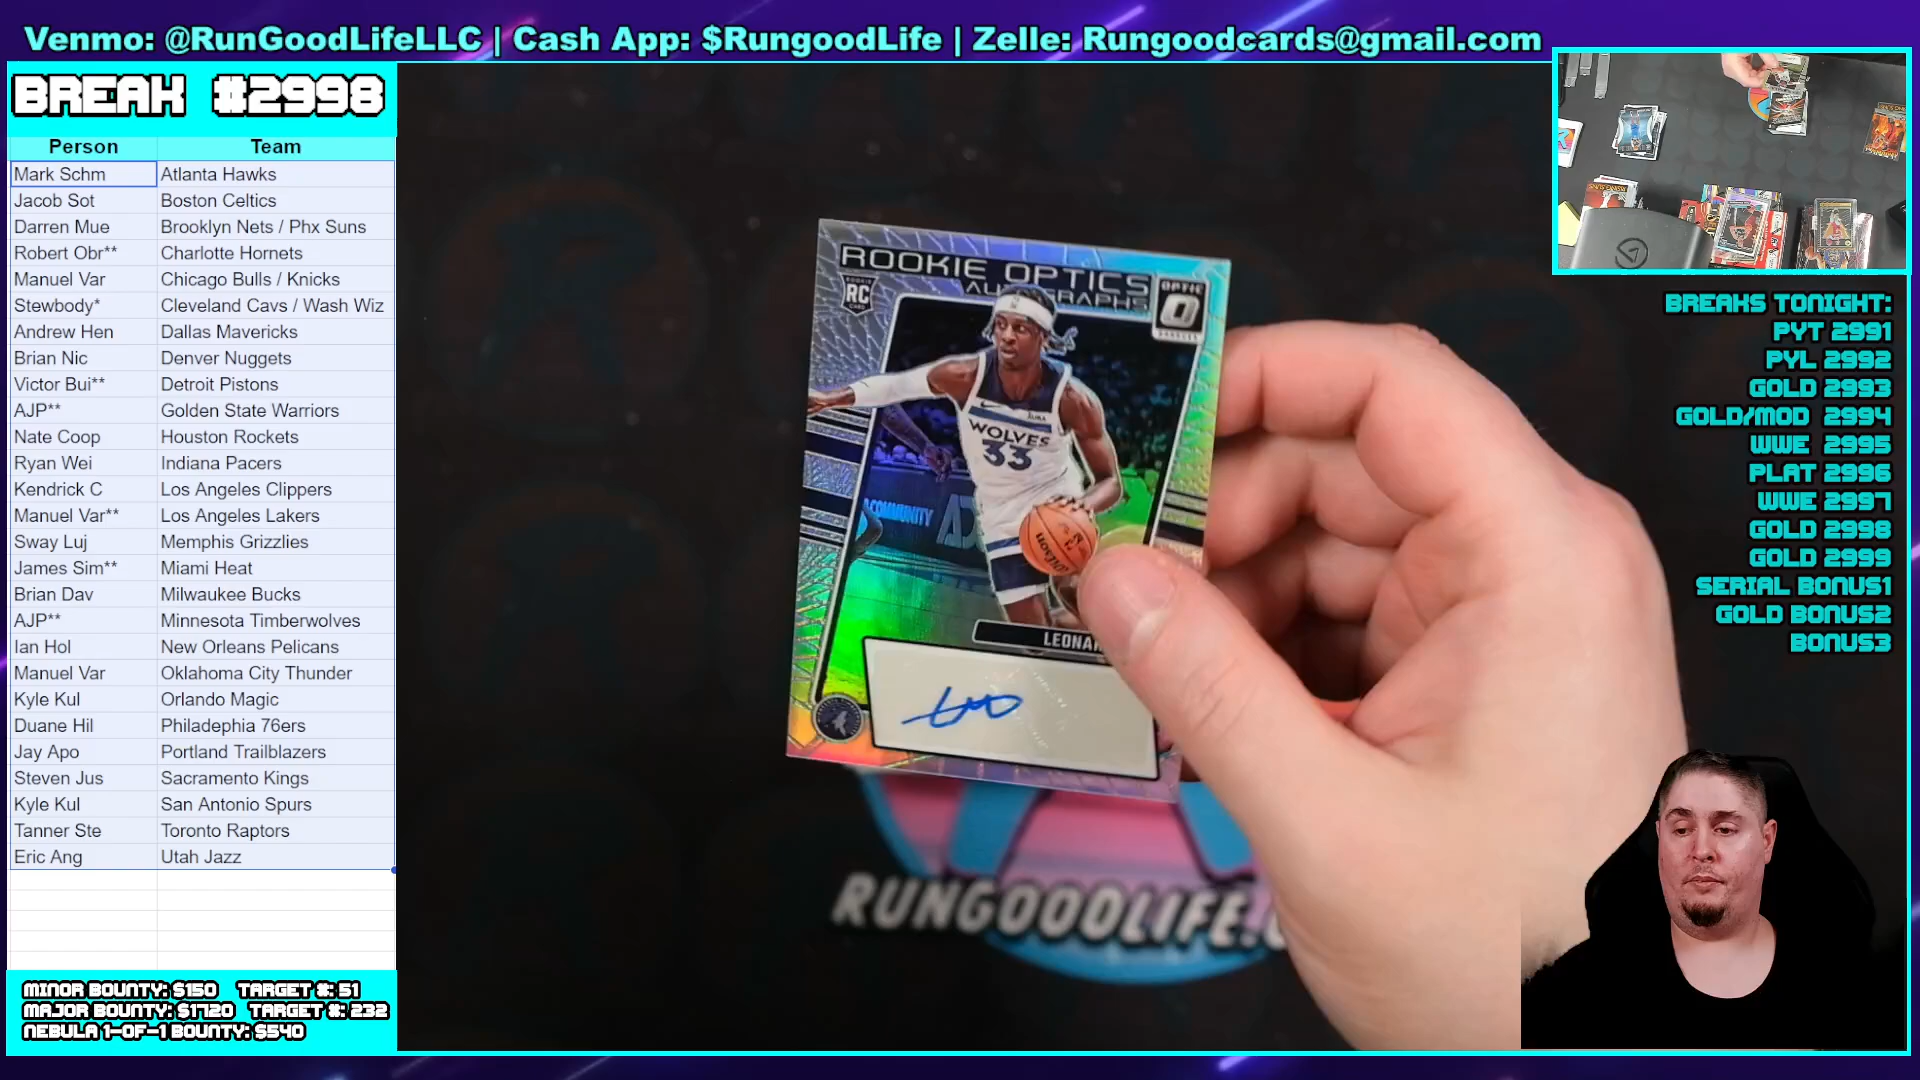 Venmo: @RunGoodLifeLLC | Cash App: $RungoodLife | Zelle: Rungoodcards@gmail.com
BREAK #2998
Person Team
Mark Schm Atlanta Hawks
Jacob Sot Boston Celtics
Darren Mue Brooklyn Nets / Phx Suns
Robert Obr** Charlotte Hornets
Manuel Var Chicago Bulls / Knicks
Stewbody* Cleveland Cavs / Wash Wiz
Andrew Hen Dallas Mavericks
Brian Nic Denver Nuggets
Victor Bui** Detroit Pistons
AJP** Golden State Warriors
Nate Coop Houston Rockets
Ryan Wei Indiana Pacers
Kendrick C Los Angeles Clippers
Manuel Var** Los Angeles Lakers
Sway Luj Memphis Grizzlies
James Sim** Miami Heat
Brian Dav Milwaukee Bucks
AJP** Minnesota Timberwolves
Ian Hol New Orleans Pelicans
Manuel Var Oklahoma City Thunder
Kyle Kul Orlando Magic
Duane Hil Philadephia 76ers
Jay Apo Portland Trailblazers
Steven Jus Sacramento Kings
Kyle Kul San Antonio Spurs
Tanner Ste Toronto Raptors
Eric Ang Utah Jazz
MINOR BOUNTY: $150 TARGET #: 51
MAJOR BOUNTY: $1720 TARGET #: 232
NEBULA 1-OF-1 BOUNTY: $540
ROOKIE OPTICS
AUTOGRAPHS
RC
OPTIC
WOLVES
33
COMMUNITY
Wilson
LEONA
RUNGOODLIFE.
BREAKS TONIGHT:
PYT 2991
PYL 2992
GOLD 2993
GOLD/MOD 2994
WWE 2995
PLAT 2996
WWE 2997
GOLD 2998
GOLD 2999
SERIAL BONUS1
GOLD BONUS2
BONUS3